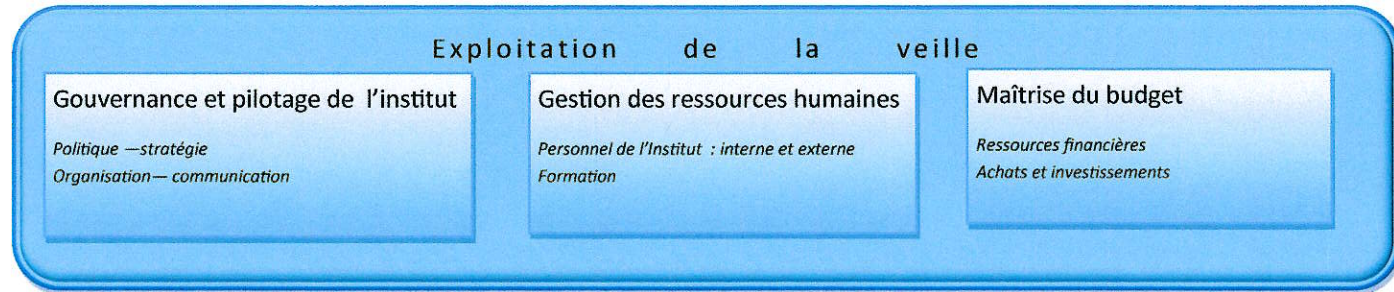 Exploitation de la veille
Gouvernance et pilotage de l'institut
Politique —stratégie
Organisation— communication
Gestion des ressources humaines
Personnel de l'Institut : interne et externe
Formation
Maîtrise du budget
Ressources financières
Achats et investissements